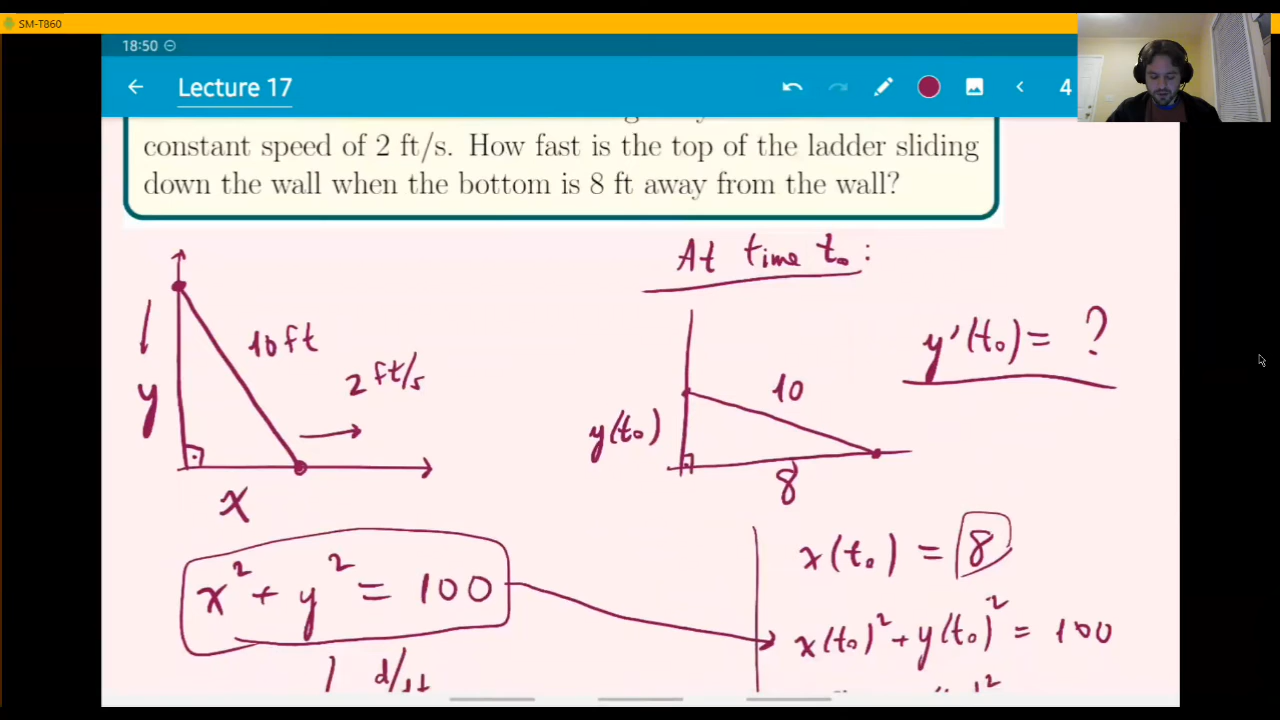 SM-T860
18:50
Lecture 17
4
constant speed of 2 ft/s. How fast is the top of the ladder sliding
down the wall when the bottom is 8 ft away from the wall?
At time t₀:
10ft
2 ft/s
y
x
y'(t₀) = ?
10
y(t₀)
8
x² + y² = 100
d/dt
x(t₀) = 8
x(t₀)² + y(t₀)² = 100